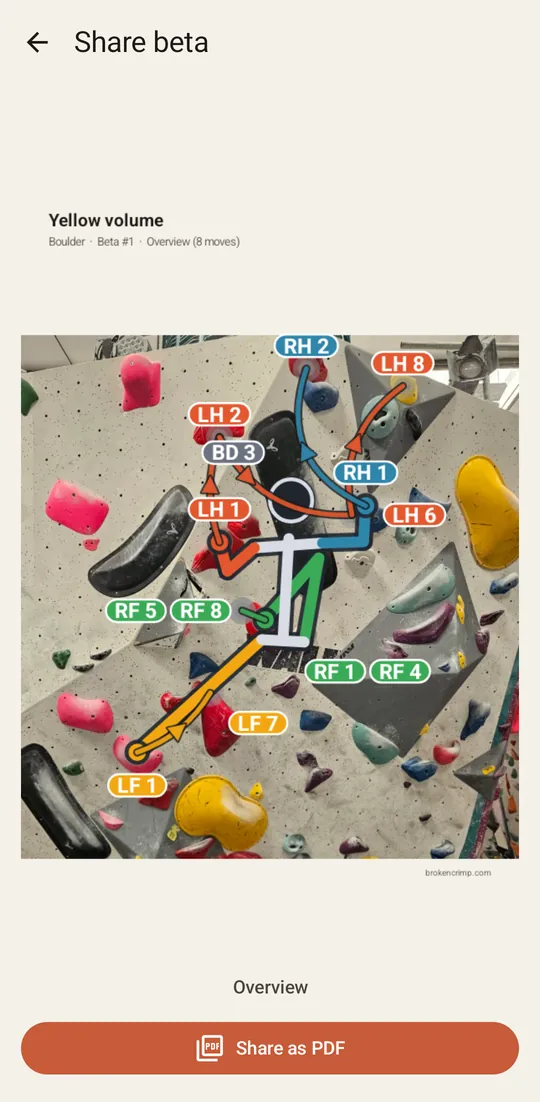 Share beta
Yellow volume
Boulder · Beta #1 · Overview (8 moves)
RH 2
LH 8
LH 2
BD 3
RH 1
LH 1
LH 6
RF 5 RF 8
RF 1 RF 4
LF 7
LF 1
brokencrimp.com
Overview
PDF Share as PDF